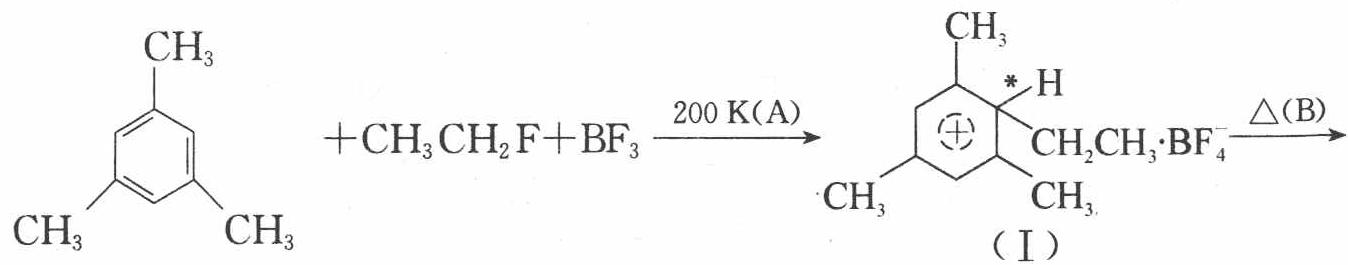 CH₃
CH₃
CH₃
+CH₃CH₂F+BF₃
200 K(A)
CH₃
*
H
+
CH₂CH₃·BF₄⁻
CH₃
CH₃
(Ⅰ)
△(B)